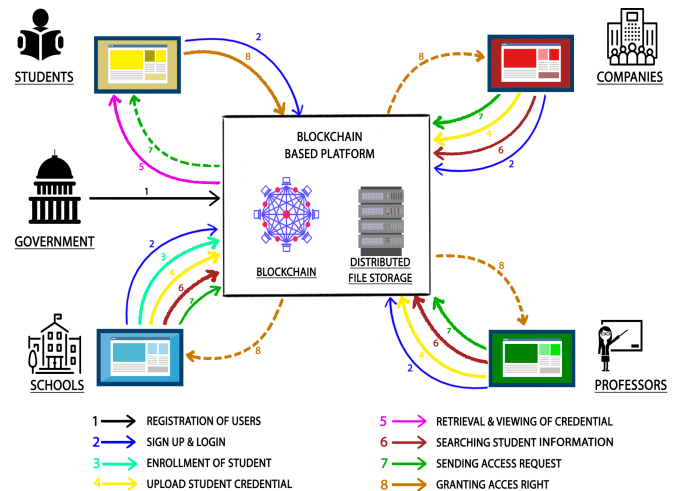 2
8
STUDENTS
7
5
8
COMPANIES
7
4
6
2
BLOCKCHAIN
BASED PLATFORM
1
GOVERNMENT
BLOCKCHAIN
DISTRIBUTED
FILE STORAGE
2
3
4
6
7
8
SCHOOLS
8
7
6
4
2
PROFESSORS
1 REGISTRATION OF USERS
2 SIGN UP & LOGIN
3 ENROLLMENT OF STUDENT
4 UPLOAD STUDENT CREDENTIAL
5 RETRIEVAL & VIEWING OF CREDENTIAL
6 SEARCHING STUDENT INFORMATION
7 SENDING ACCESS REQUEST
8 GRANTING ACCES RIGHT